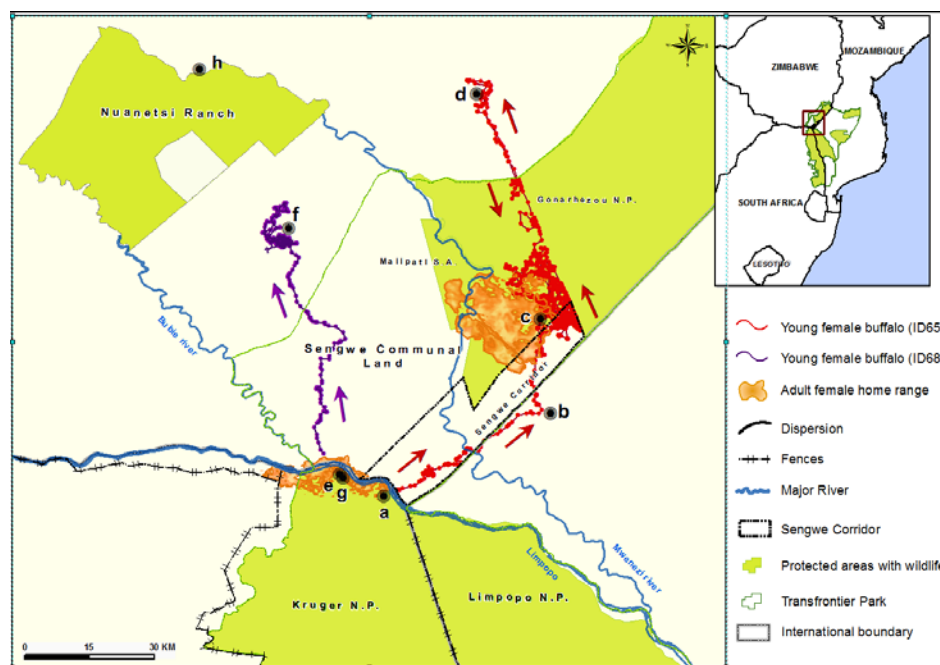 h
Nuanetsi Ranch
d
Gonarhezou N.P.
f
Malipati S.A.
c
Bubie river
Sengwe Communal
Land
Sengwe Corridor
b
e
g
a
Limpopo
Mwenezi river
Kruger N.P.
Limpopo N.P.
0 15 30 KM
MOZAMBIQUE
ZIMBABWE
SOUTH AFRICA
LESOTHO
Young female buffalo (ID65
Young female buffalo (ID68
Adult female home range
Dispersion
Fences
Major River
Sengwe Corridor
Protected areas with wildlife
Transfrontier Park
International boundary